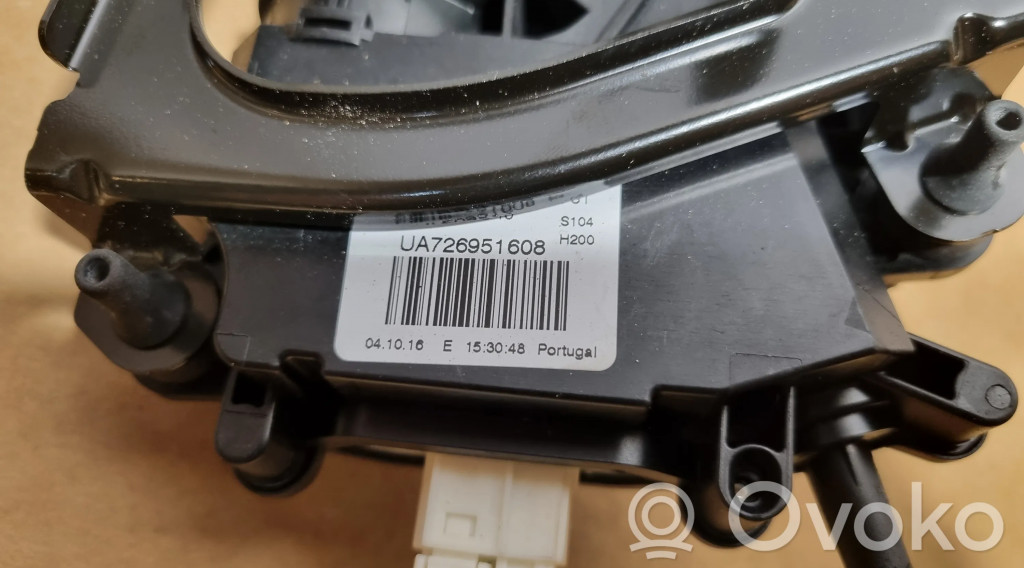 S104
UA726951608 H200
04.10.16 E 15:30:48 Portugal
Ovoko